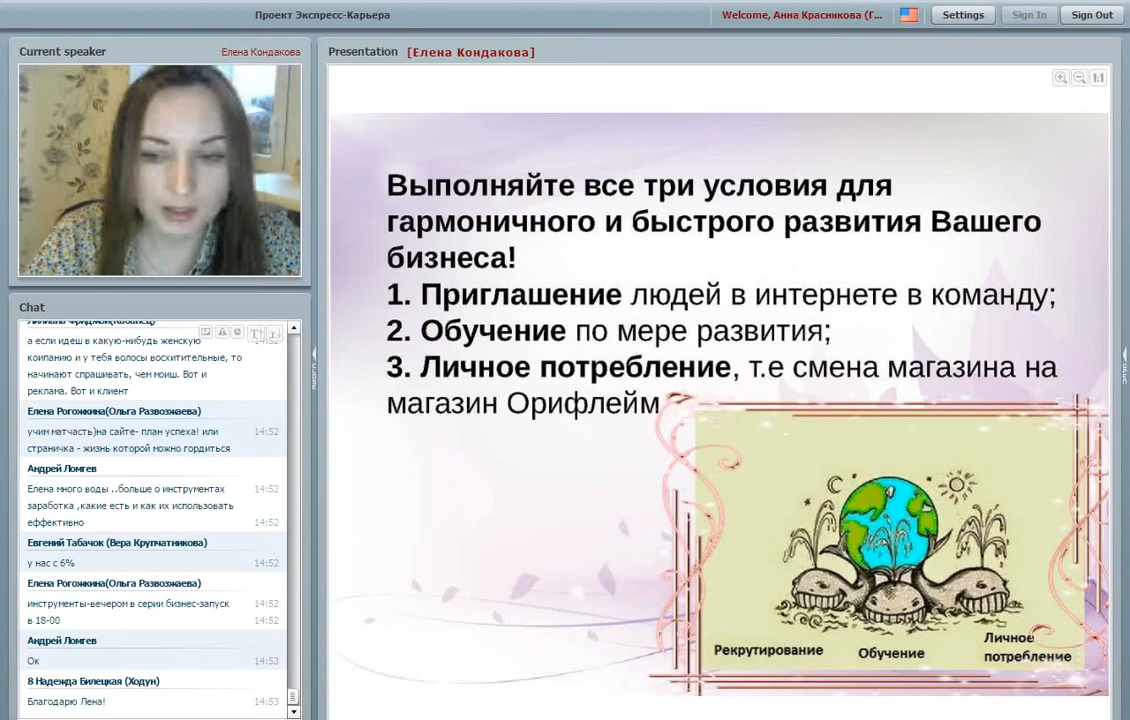 Проект Экспресс-Карьера
Welcome, Анна Красникова (Г...
Settings
Sign In
Sign Out
Current speaker
Елена Кондакова
Presentation [Елена Кондакова]
1:1
Выполняйте все три условия для
гармоничного и быстрого развития Вашего
бизнеса!
1. Приглашение людей в интернете в команду;
2. Обучение по мере развития;
3. Личное потребление, т.е смена магазина на
магазин Орифлейм
Рекрутирование
Обучение
Личное
потребление
Chat
а если идеш в какую-нибудь женскую
коипанию и у тебя волосы восхитительные, то
начинают спрашивать, чем моиш. Вот и
реклама. Вот и клиент
Елена Рогожкина(Ольга Развозжаева)
учим матчасть)на сайте- план успеха! или 14:52
страничка - жизнь которой можно гордиться
Андрей Ломгев
Елена много воды ..больше о инструментах 14:52
заработка ,какие есть и как их использовать
еффективно 14:52
Евгений Табачок (Вера Крупчатникова)
у нас с 6% 14:52
Елена Рогожкина(Ольга Развозжаева)
инструменты-вечером в серии бизнес-запуск 14:52
в 18-00 14:52
Андрей Ломгев
Ок 14:53
8 Надежда Билецкая (Ходун)
Благодарю Лена! 14:53